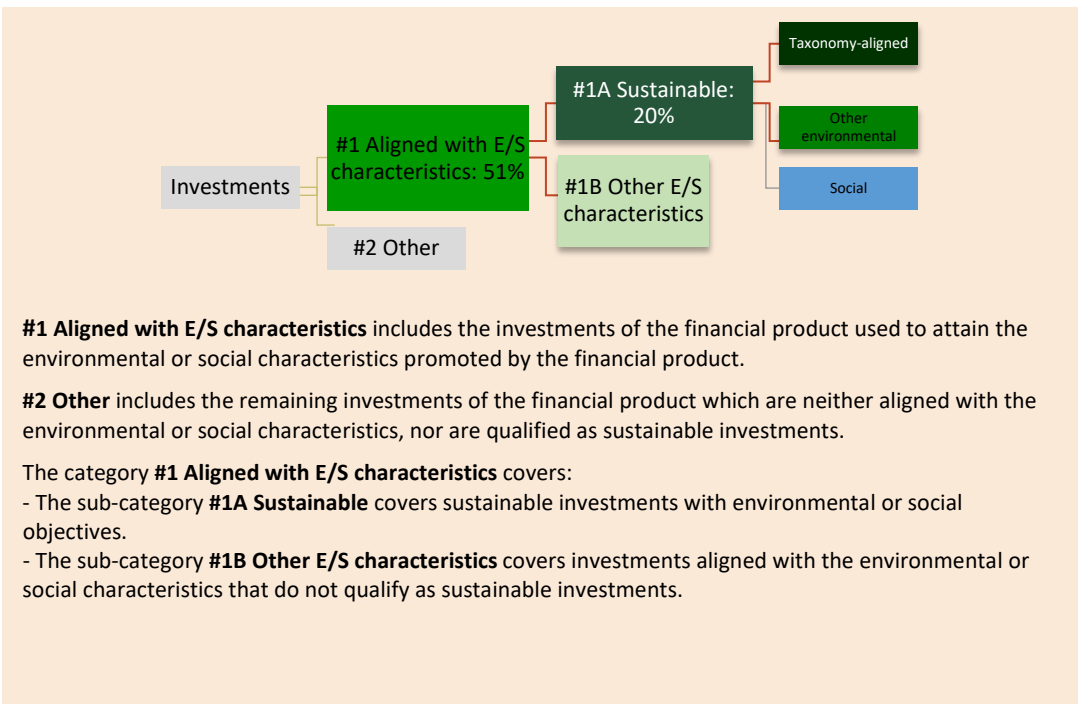 Taxonomy-aligned
#1A Sustainable:
20%
#1 Aligned with E/S
characteristics: 51%
Other
environmental
Investments
#1B Other E/S
characteristics
Social
#2 Other
#1 Aligned with E/S characteristics includes the investments of the financial product used to attain the
environmental or social characteristics promoted by the financial product.
#2 Other includes the remaining investments of the financial product which are neither aligned with the
environmental or social characteristics, nor are qualified as sustainable investments.
The category #1 Aligned with E/S characteristics covers:
- The sub-category #1A Sustainable covers sustainable investments with environmental or social
objectives.
- The sub-category #1B Other E/S characteristics covers investments aligned with the environmental or
social characteristics that do not qualify as sustainable investments.